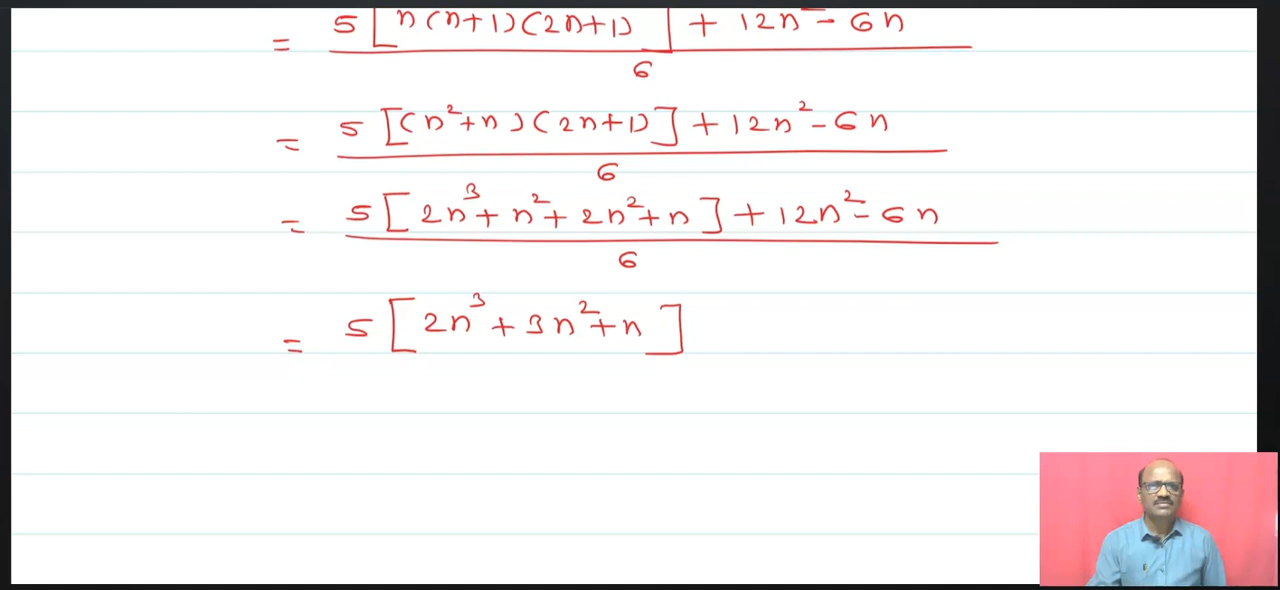 = 5 [ n(n+1)(2n+1) ] + 12n² - 6n
6
= 5 [(n²+n)(2n+1)] + 12n² - 6n
6
= 5 [ 2n³ + n² + 2n² + n ] + 12n² - 6n
6
= 5 [ 2n³ + 3n² + n ]